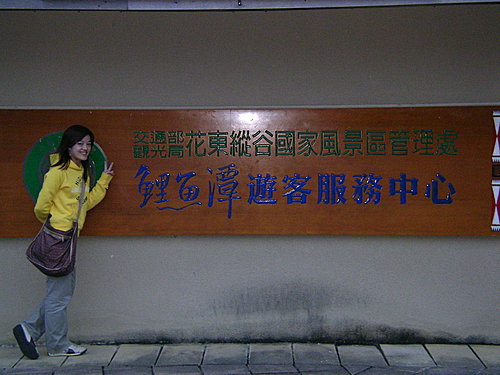 交通部
觀光局
花東縱谷國家風景區管理處
鯉魚潭遊客服務中心